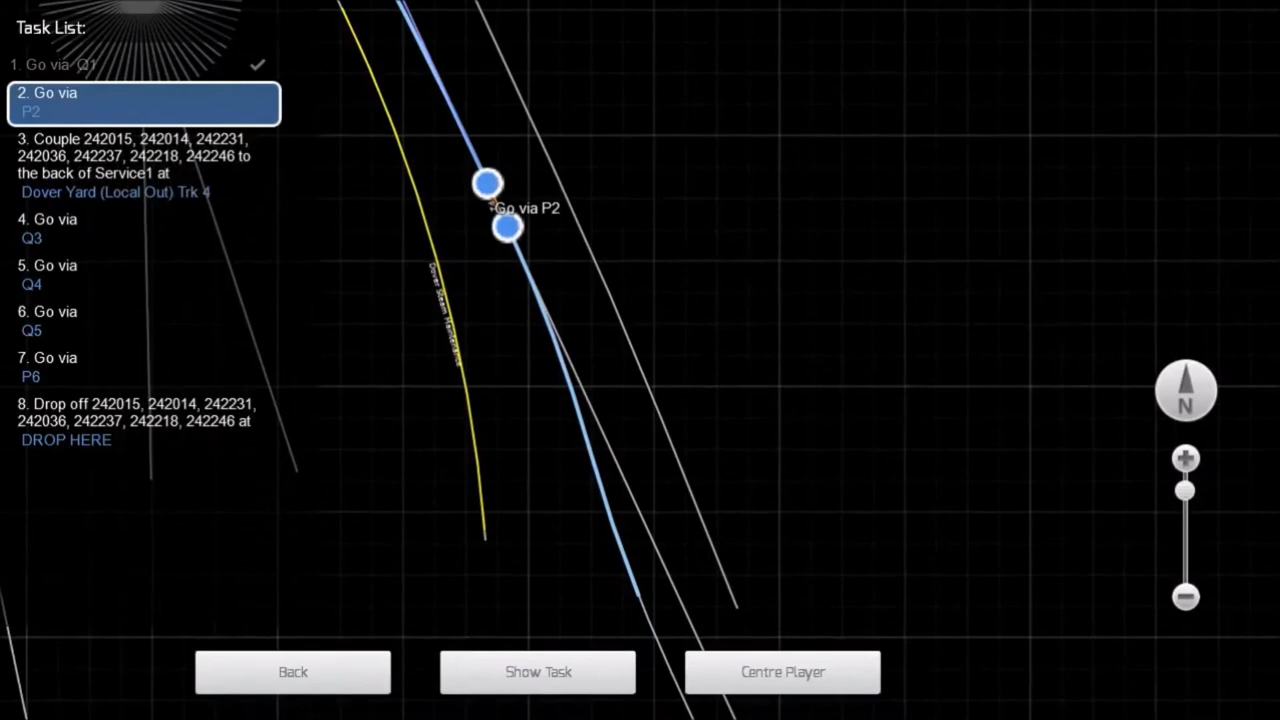 Task List:
1. Go via Q1
2. Go via
P2
3. Couple 242015, 242014, 242231,
242036, 242237, 242218, 242246 to
the back of Service1 at
Dover Yard (Local Out) Trk 4
4. Go via
Q3
5. Go via
Q4
6. Go via
Q5
7. Go via
P6
8. Drop off 242015, 242014, 242231,
242036, 242237, 242218, 242246 at
DROP HERE
Go via P2
Dover Steam Maintenance
N
Back
Show Task
Centre Player